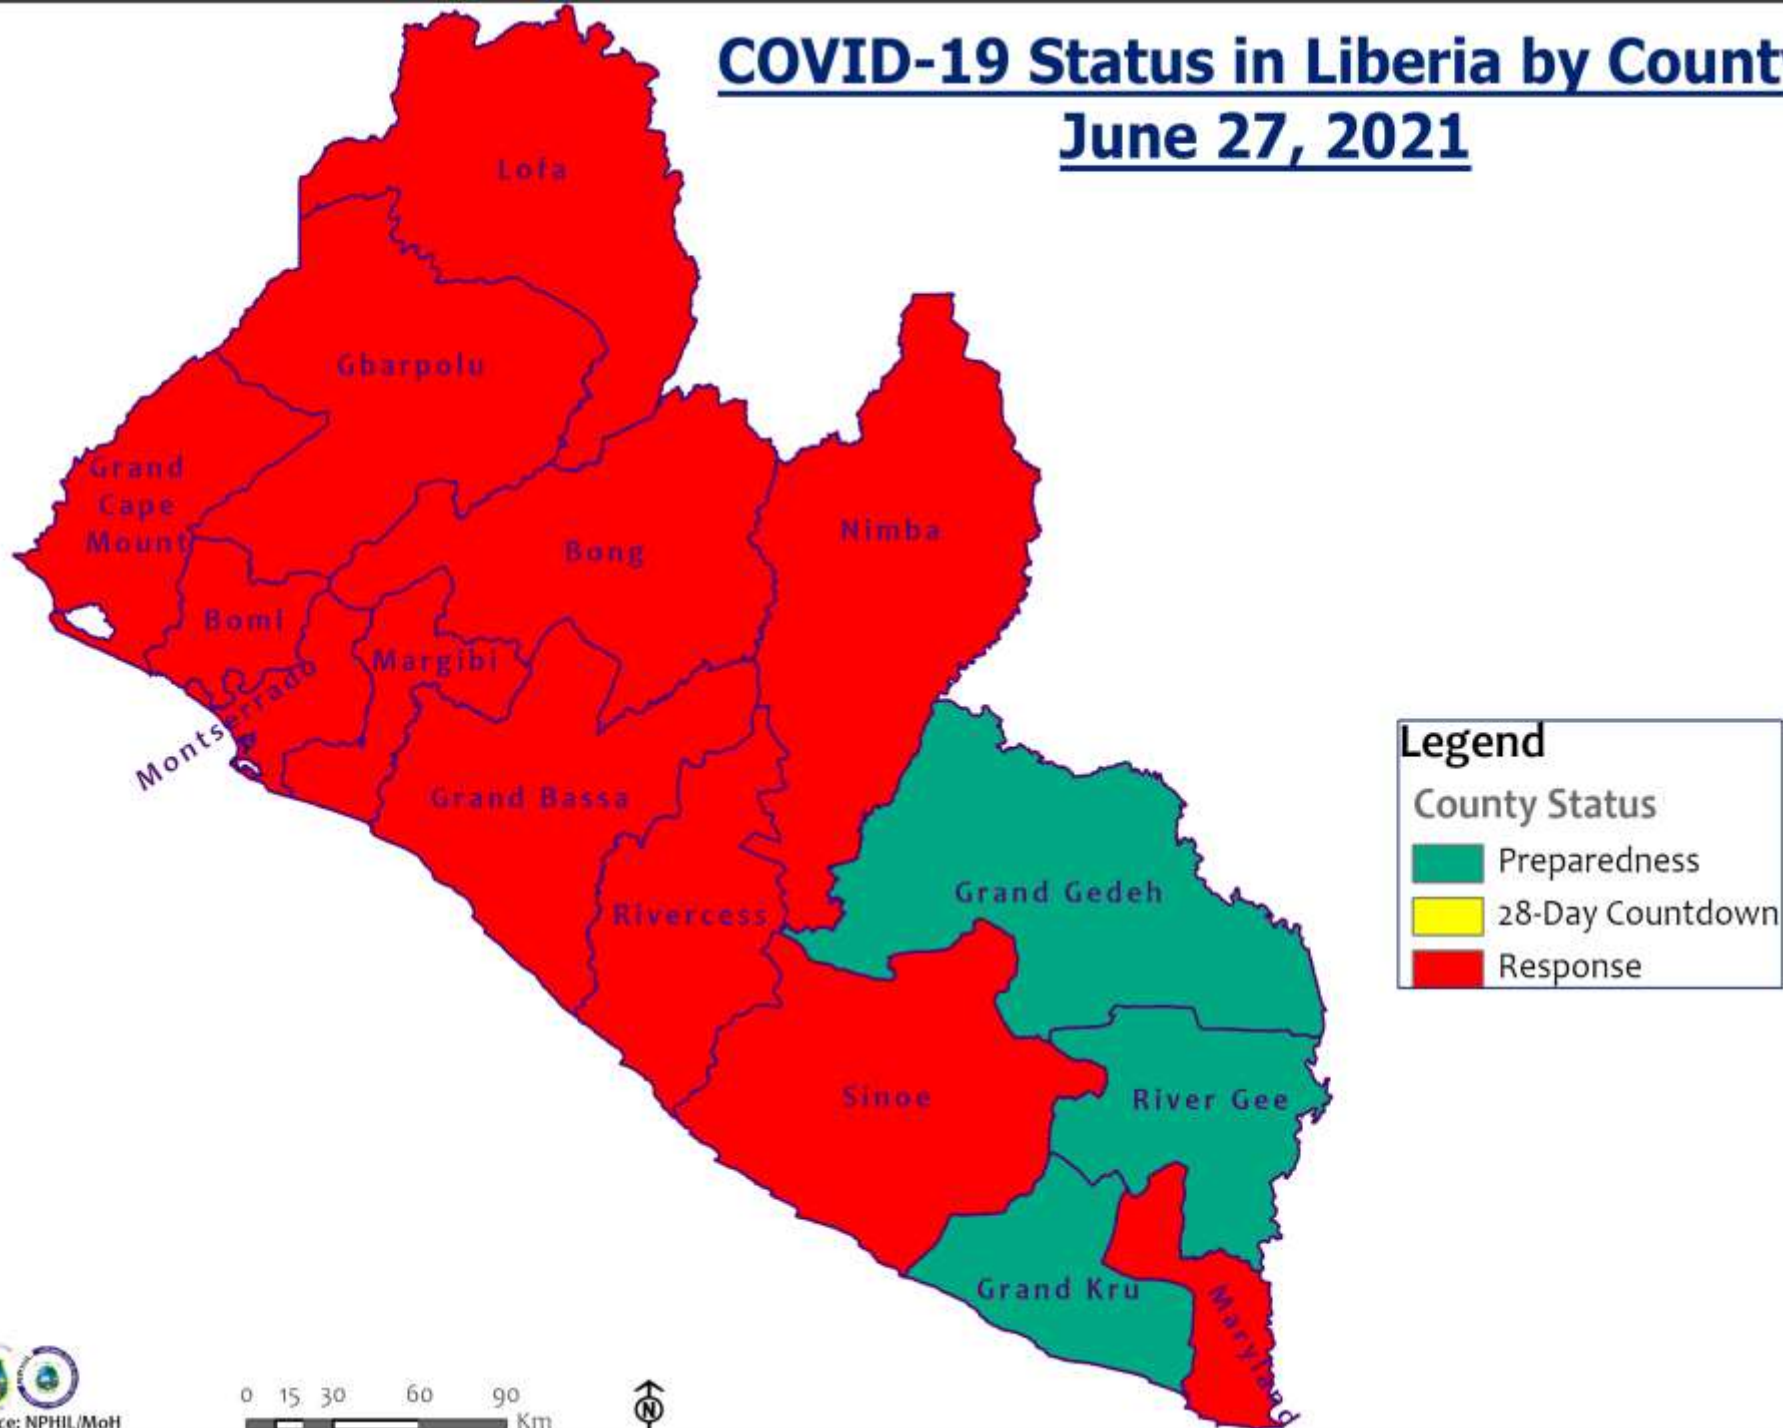 COVID-19 Status in Liberia by County
June 27, 2021
Lofa
Gbarpolu
Grand
Cape
Mount
Bong
Nimba
Bomi
Margibi
Montserrado
Grand Bassa
Rivercess
Grand Gedeh
Sinoe
River Gee
Grand Kru
Maryland
Legend
County Status
Preparedness
28-Day Countdown
Response
0 15 30 60 90
Km
N
ce: NPHIL/MoH